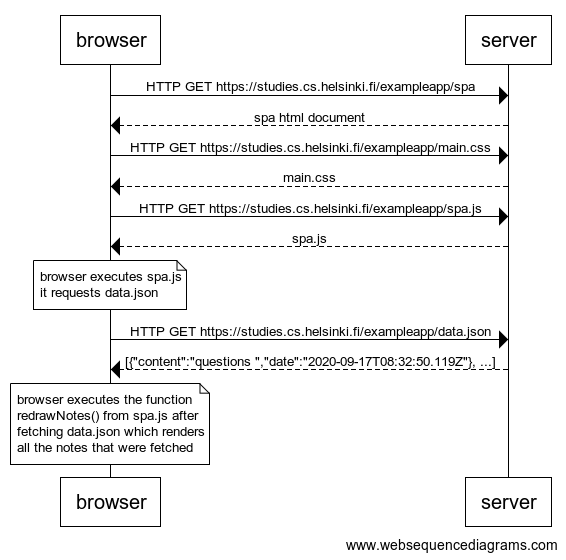 browser
server
HTTP GET https://studies.cs.helsinki.fi/exampleapp/spa
spa html document
HTTP GET https://studies.cs.helsinki.fi/exampleapp/main.css
main.css
HTTP GET https://studies.cs.helsinki.fi/exampleapp/spa.js
spa.js
browser executes spa.js
it requests data.json
HTTP GET https://studies.cs.helsinki.fi/exampleapp/data.json
[{"content":"questions ","date":"2020-09-17T08:32:50.119Z"}, ...]
browser executes the function
redrawNotes() from spa.js after
fetching data.json which renders
all the notes that were fetched
browser
server
www.websequencediagrams.com